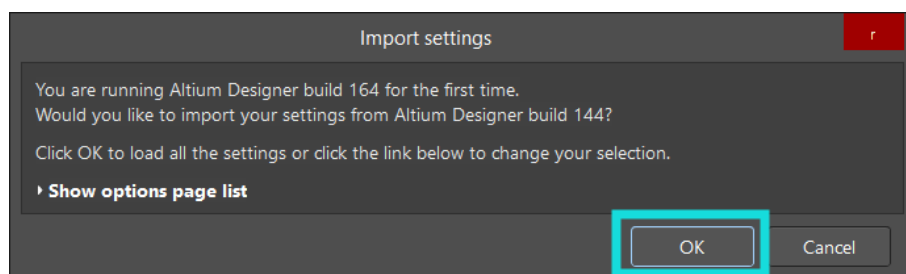 Import settings
r
You are running Altium Designer build 164 for the first time.
Would you like to import your settings from Altium Designer build 144?
Click OK to load all the settings or click the link below to change your selection.
Show options page list
OK
Cancel